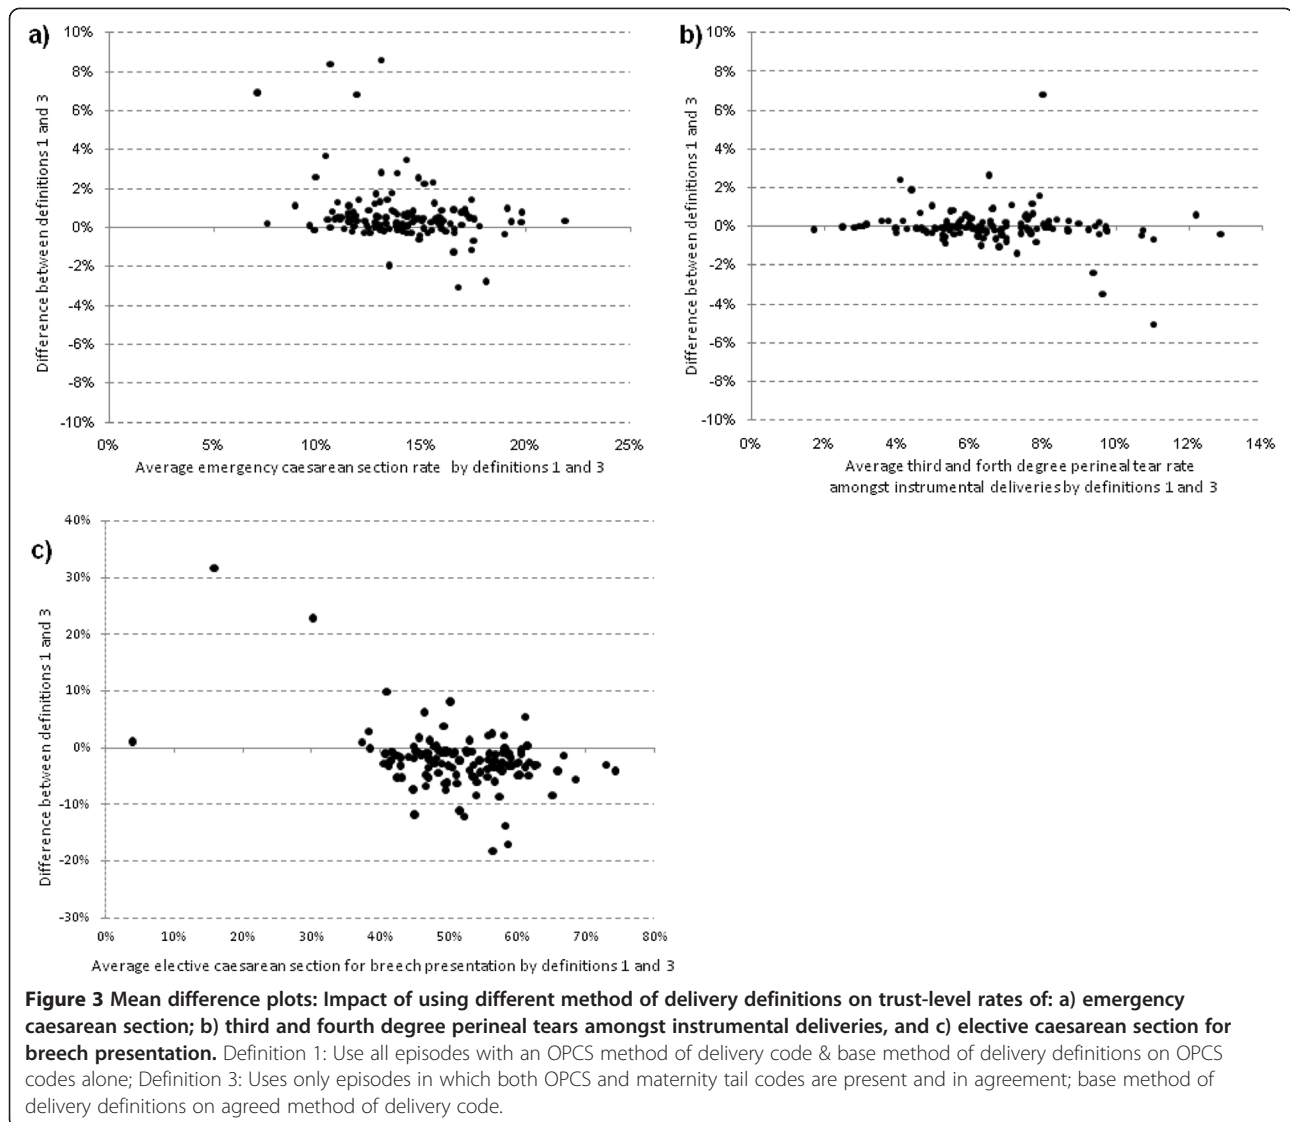 a)
10%
8%
6%
4%
2%
0%
-2%
-4%
-6%
-8%
-10%
Difference between definitions 1 and 3
0% 5% 10% 15% 20% 25%
Average emergency caesarean section rate by definitions 1 and 3
b)
10%
8%
6%
4%
2%
0%
-2%
-4%
-6%
-8%
-10%
Difference between definitions 1 and 3
0% 2% 4% 6% 8% 10% 12% 14%
Average third and forth degree perineal tear rate
amongst instrumental deliveries by definitions 1 and 3
c)
40%
30%
20%
10%
0%
-10%
-20%
-30%
Difference between definitions 1 and 3
0% 10% 20% 30% 40% 50% 60% 70% 80%
Average elective caesarean section for breech presentation by definitions 1 and 3
Figure 3 Mean difference plots: Impact of using different method of delivery definitions on trust-level rates of: a) emergency
caesarean section; b) third and fourth degree perineal tears amongst instrumental deliveries, and c) elective caesarean section for
breech presentation. Definition 1: Use all episodes with an OPCS method of delivery code & base method of delivery definitions on OPCS
codes alone; Definition 3: Uses only episodes in which both OPCS and maternity tail codes are present and in agreement; base method of
delivery definitions on agreed method of delivery code.